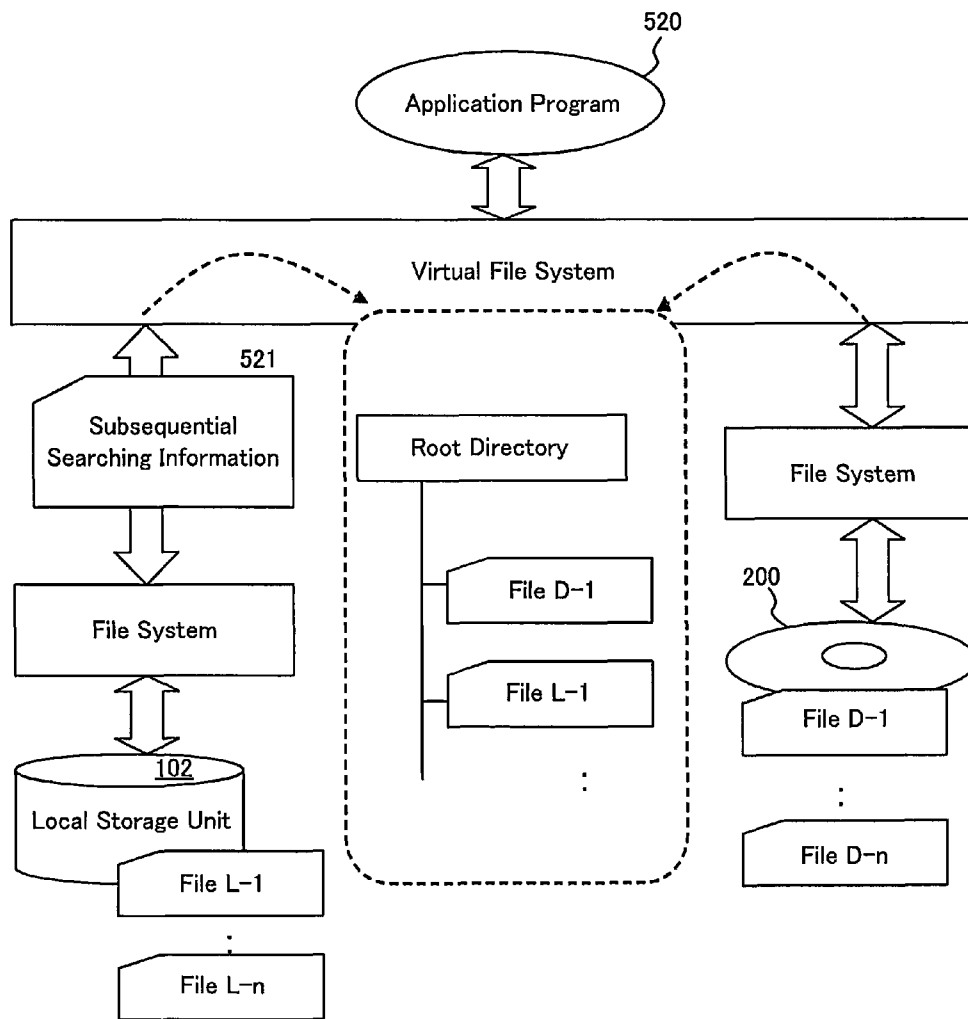 520
Application Program
Virtual File System
521
Subsequential
Searching Information
Root Directory
File System
File D-1
File System
200
File L-1
File D-1
102
Local Storage Unit
:
:
File L-1
File D-n
:
File L-n